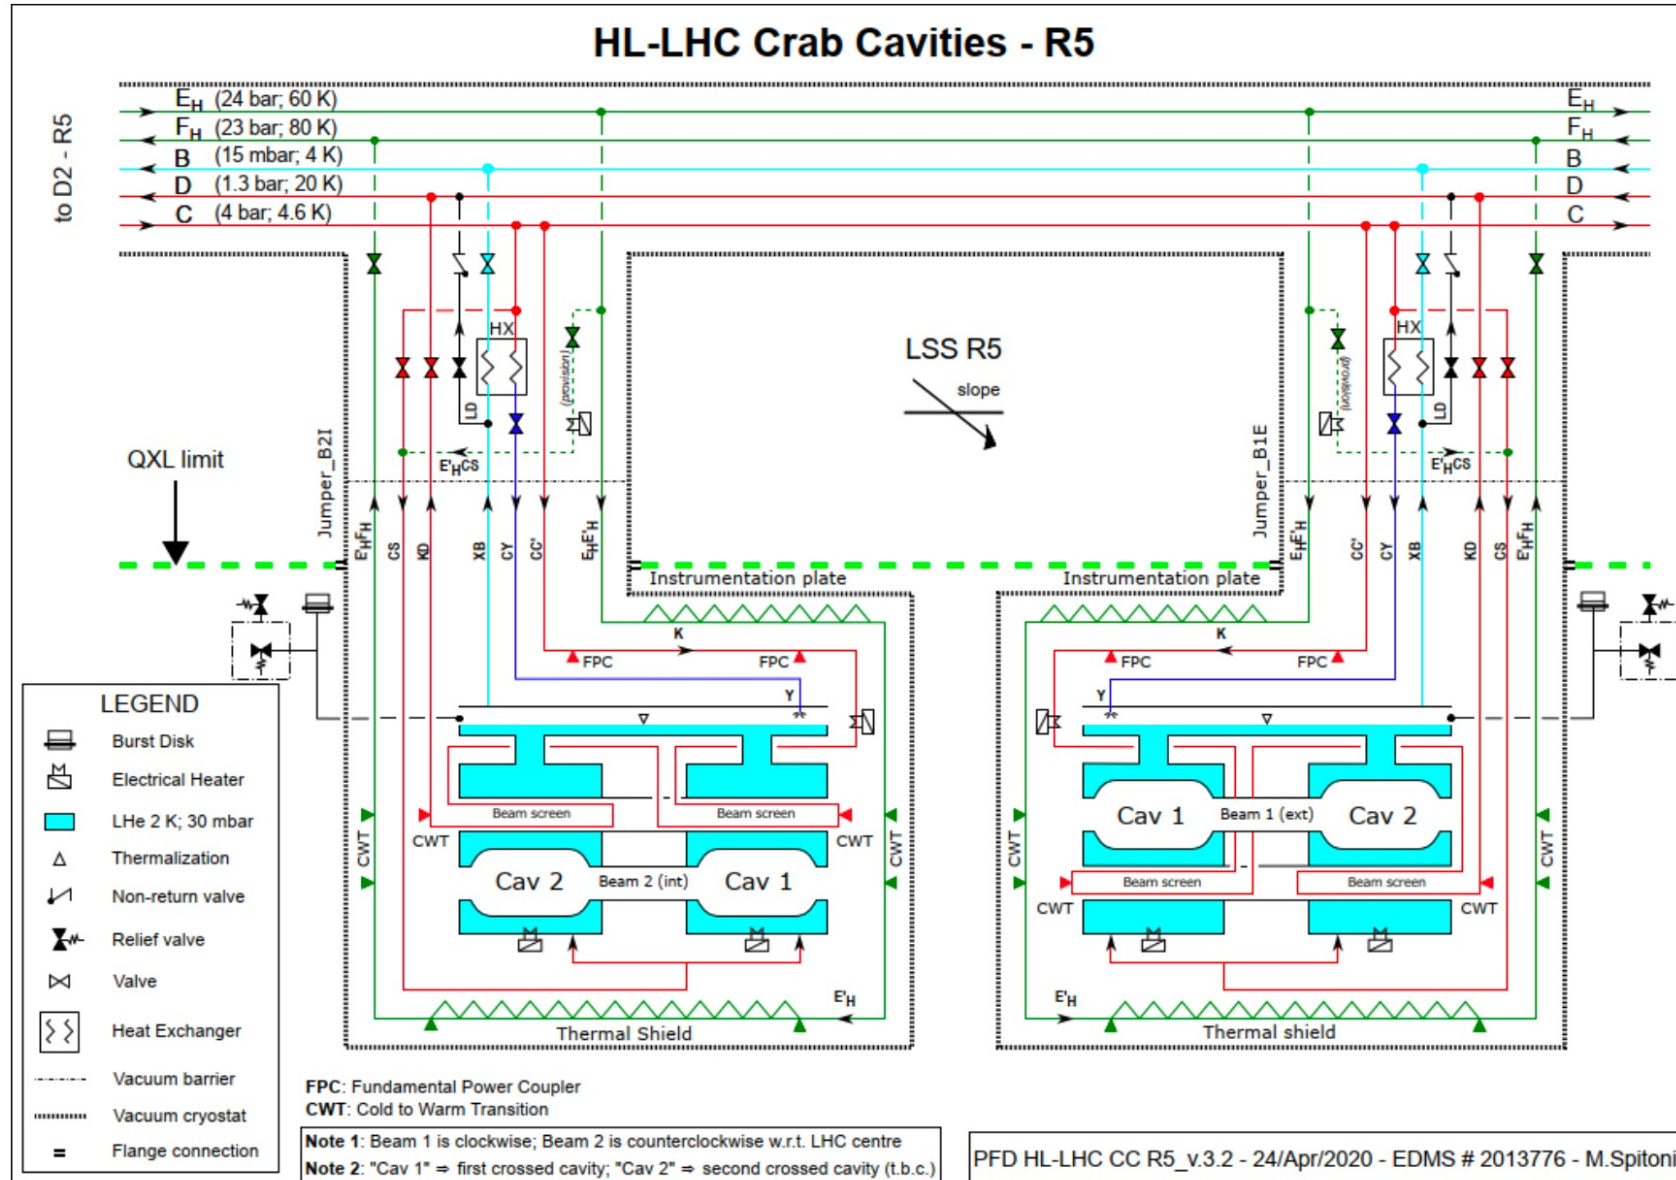 HL-LHC Crab Cavities - R5
to D2 - R5
EH (24 bar; 60 K)
EH
FH (23 bar; 80 K)
FH
B (15 mbar; 4 K)
B
D (1.3 bar; 20 K)
D
C (4 bar; 4.6 K)
C
HX
(provision)
LD
E'HCS
Jumper_B2I
LSS R5
slope
HX
(provision)
LD
E'HCS
Jumper_B1E
QXL limit
E'HFH
CS
KD
XB
CY
CC'
EHE'H
EHE'H
CC'
CY
XB
KD
CS
E'HFH
Instrumentation plate
Instrumentation plate
K
K
FPC
FPC
FPC
FPC
Y
Y
Beam screen
Beam screen
CWT
CWT
CWT
CWT
Cav 2
Beam 2 (int)
Cav 1
Cav 1
Beam 1 (ext)
Cav 2
CWT
CWT
Beam screen
Beam screen
CWT
CWT
E'H
E'H
Thermal Shield
Thermal shield
LEGEND
Burst Disk
Electrical Heater
LHe 2 K; 30 mbar
Thermalization
Non-return valve
Relief valve
Valve
Heat Exchanger
Vacuum barrier
Vacuum cryostat
Flange connection
FPC: Fundamental Power Coupler
CWT: Cold to Warm Transition
Note 1: Beam 1 is clockwise; Beam 2 is counterclockwise w.r.t. LHC centre
Note 2: "Cav 1" ⇒ first crossed cavity; "Cav 2" ⇒ second crossed cavity (t.b.c.)
PFD HL-LHC CC R5_v.3.2 - 24/Apr/2020 - EDMS # 2013776 - M.Spitoni